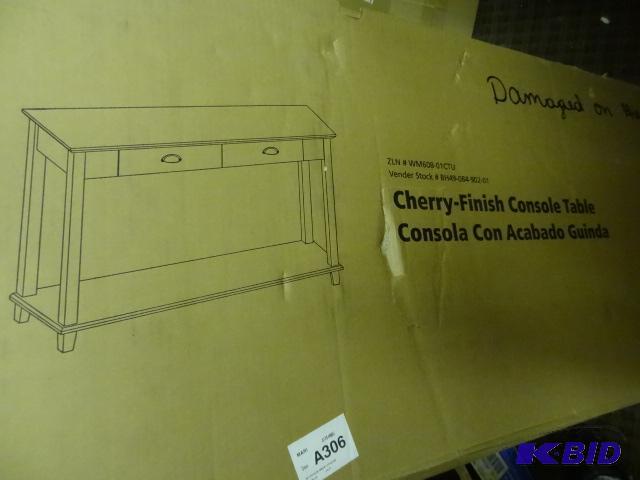 Damaged on
ZLN # WM608-01CTU
Vender Stock # BH49-084-902-01
Cherry-Finish Console Table
Consola Con Acabado Guinda
A306
K-BID